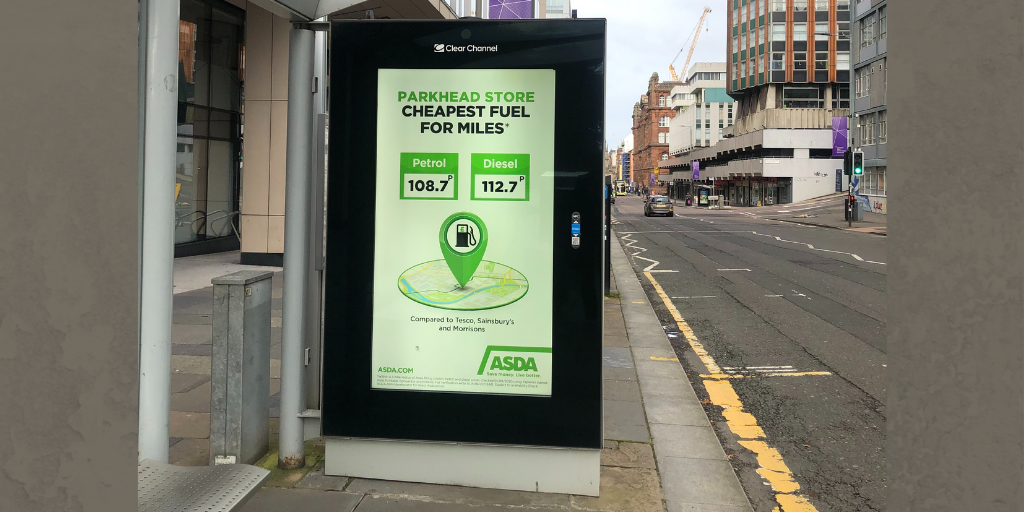 Clear Channel
PARKHEAD STORE
CHEAPEST FUEL
FOR MILES*
Petrol
Diesel
108.7P
112.7P
Compared to Tesco, Sainsbury's
and Morrisons
ASDA
Save money. Live better.
ASDA.COM